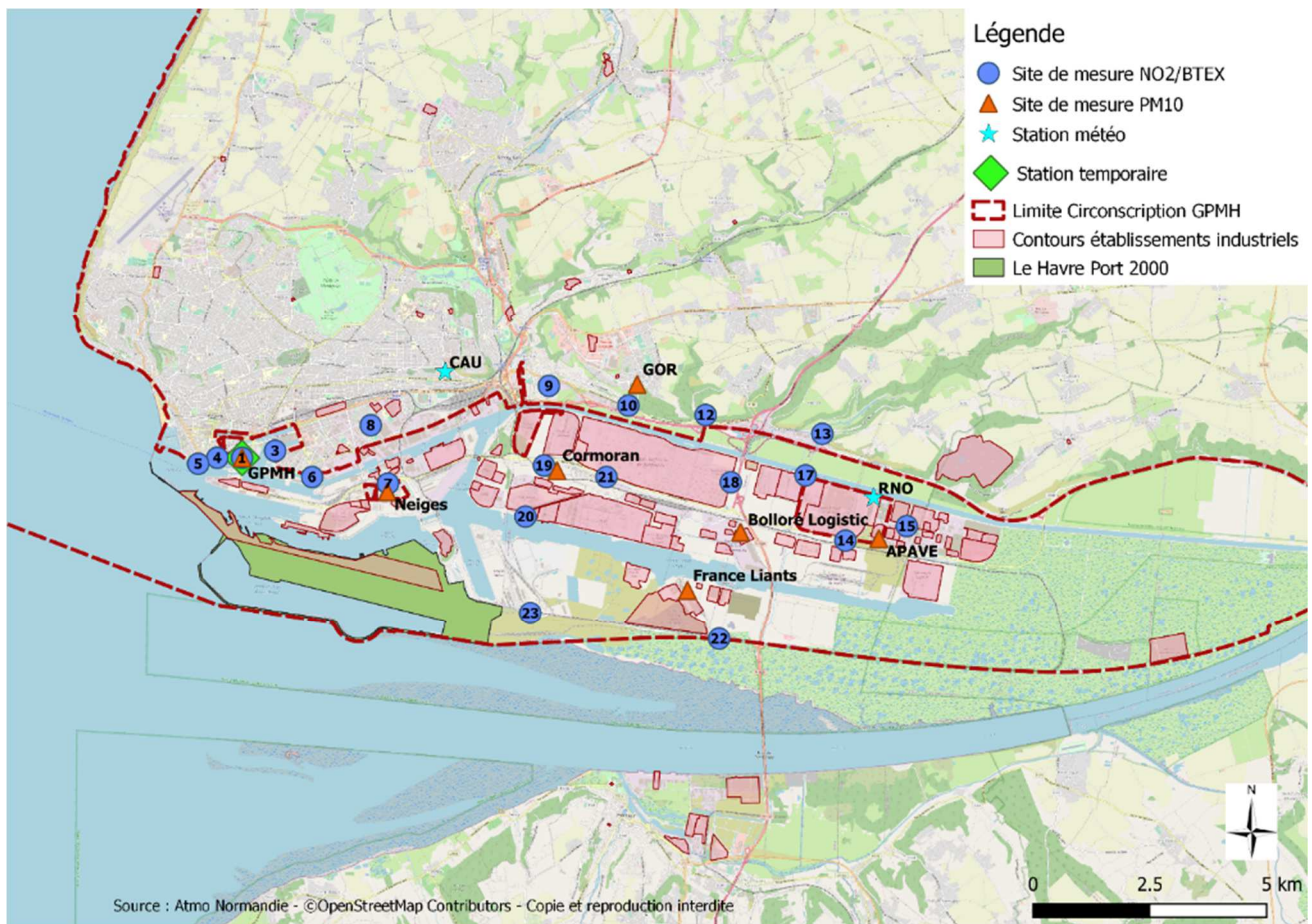 Légende
Site de mesure NO2/BTEX
Site de mesure PM10
Station météo
Station temporaire
Limite Circonscription GPMH
Contours établissements industriels
Le Havre Port 2000
CAU
GOR
9
10
12
8
13
3
1
4
5
GPMH
6
7
Neiges
19
Cormoran
21
18
17
RNO
20
Bolloré Logistic
14
15
APAVE
France Liants
23
22
N
0 2.5 5 km
Source : Atmo Normandie - ©OpenStreetMap Contributors - Copie et reproduction interdite